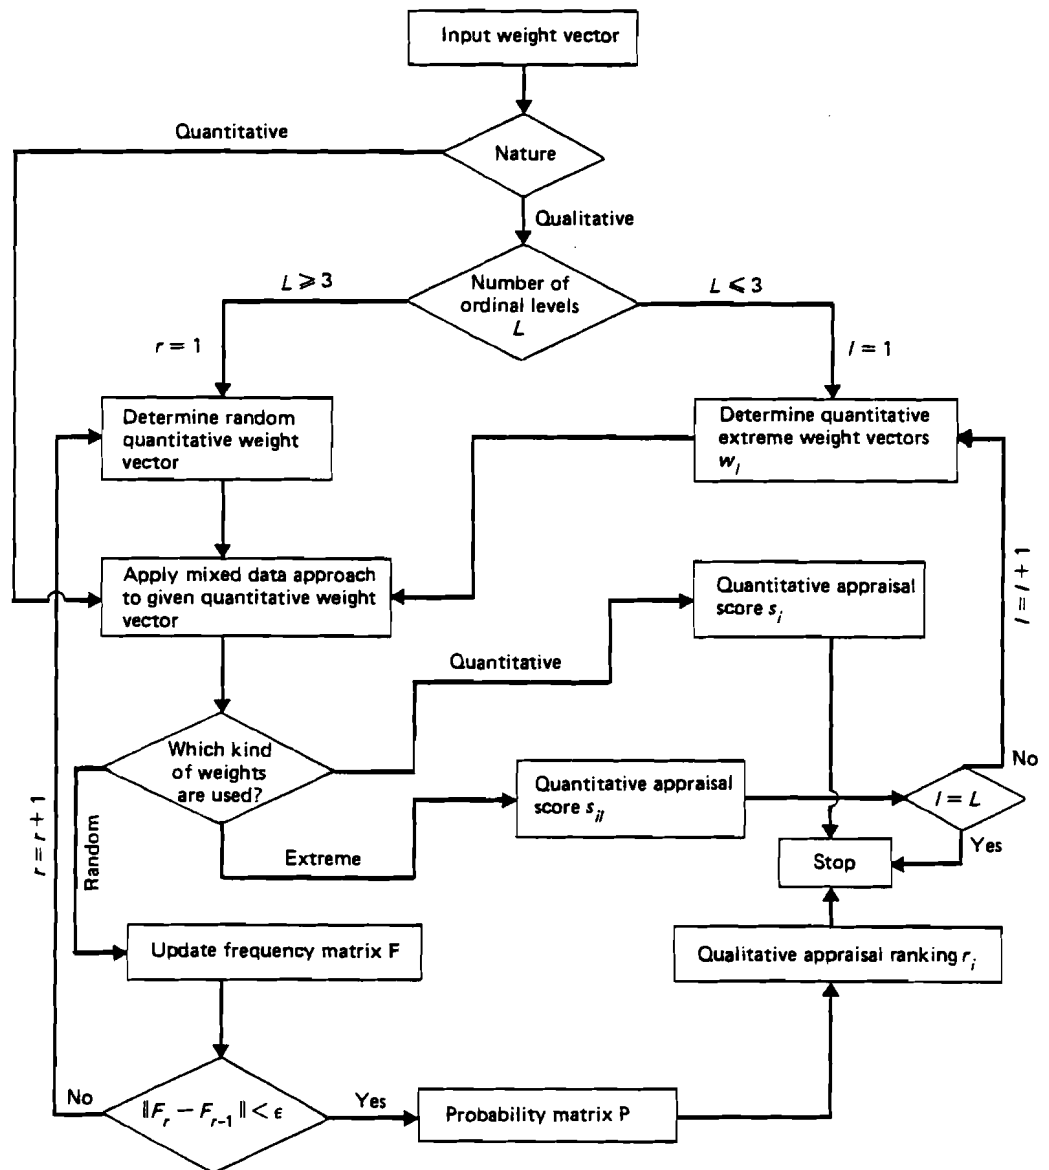 Input weight vector
Quantitative
Nature
Qualitative
L ⩾ 3
Number of
ordinal levels
L
L ⩽ 3
r = 1
l = 1
Determine random
quantitative weight
vector
Determine quantitative
extreme weight vectors
w_l
Apply mixed data approach
to given quantitative weight
vector
Quantitative appraisal
score s_i
l = l + 1
Quantitative
Which kind
of weights
are used?
Quantitative appraisal
score s_il
No
l = L
Yes
r = r + 1
Random
Extreme
Stop
Update frequency matrix F
Qualitative appraisal ranking r_i
No
‖F_r − F_r-1‖ < ϵ
Yes
Probability matrix P